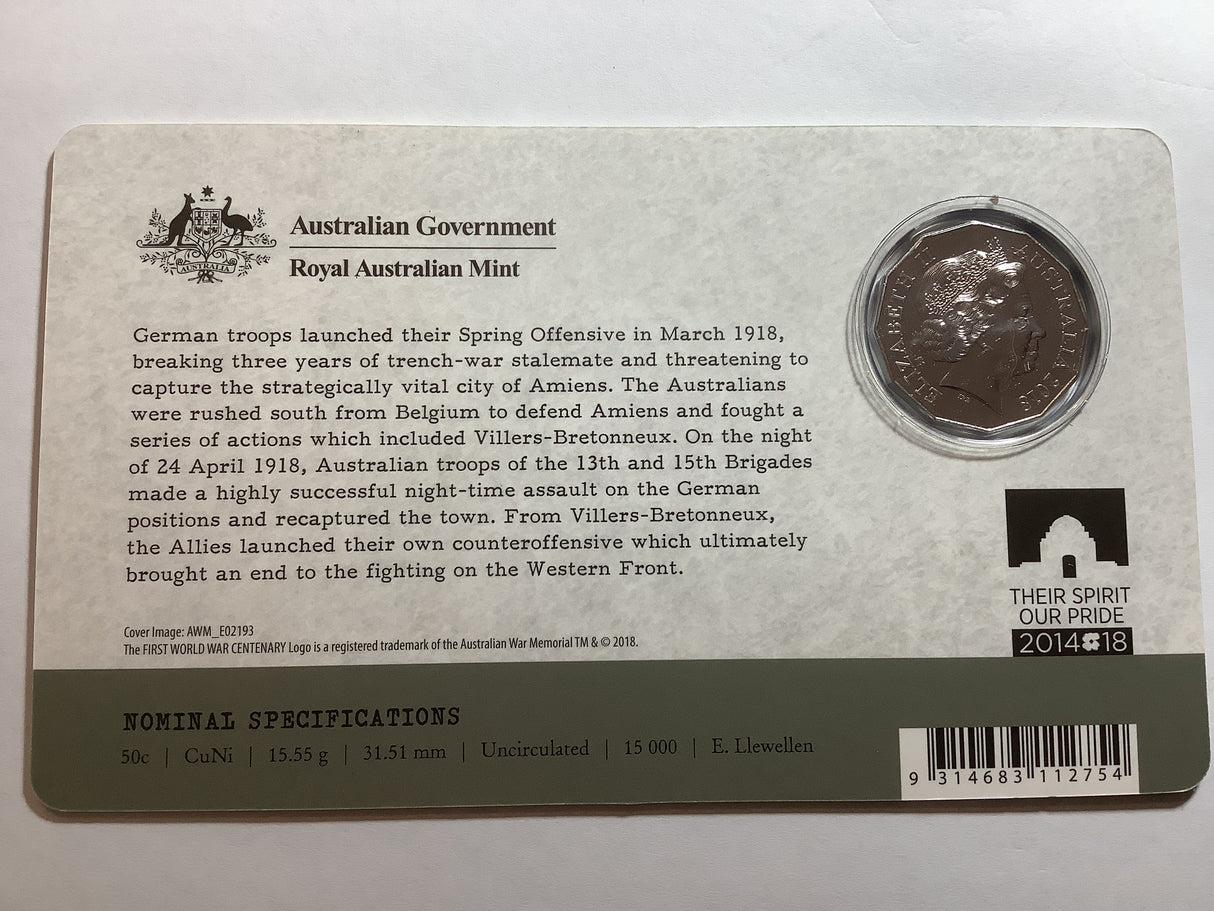 AUSTRALIA
Australian Government
Royal Australian Mint
German troops launched their Spring Offensive in March 1918,
breaking three years of trench-war stalemate and threatening to
capture the strategically vital city of Amiens. The Australians
were rushed south from Belgium to defend Amiens and fought a
series of actions which included Villers-Bretonneux. On the night
of 24 April 1918, Australian troops of the 13th and 15th Brigades
made a highly successful night-time assault on the German
positions and recaptured the town. From Villers-Bretonneux,
the Allies launched their own counteroffensive which ultimately
brought an end to the fighting on the Western Front.
Cover Image: AWM_E02193
The FIRST WORLD WAR CENTENARY Logo is a registered trademark of the Australian War Memorial TM & © 2018.
ELIZABETH II AUSTRALIA 2018
THEIR SPIRIT
OUR PRIDE
2014 18
NOMINAL SPECIFICATIONS
50c | CuNi | 15.55 g | 31.51 mm | Uncirculated | 15 000 | E. Llewellen
9 314683 112754